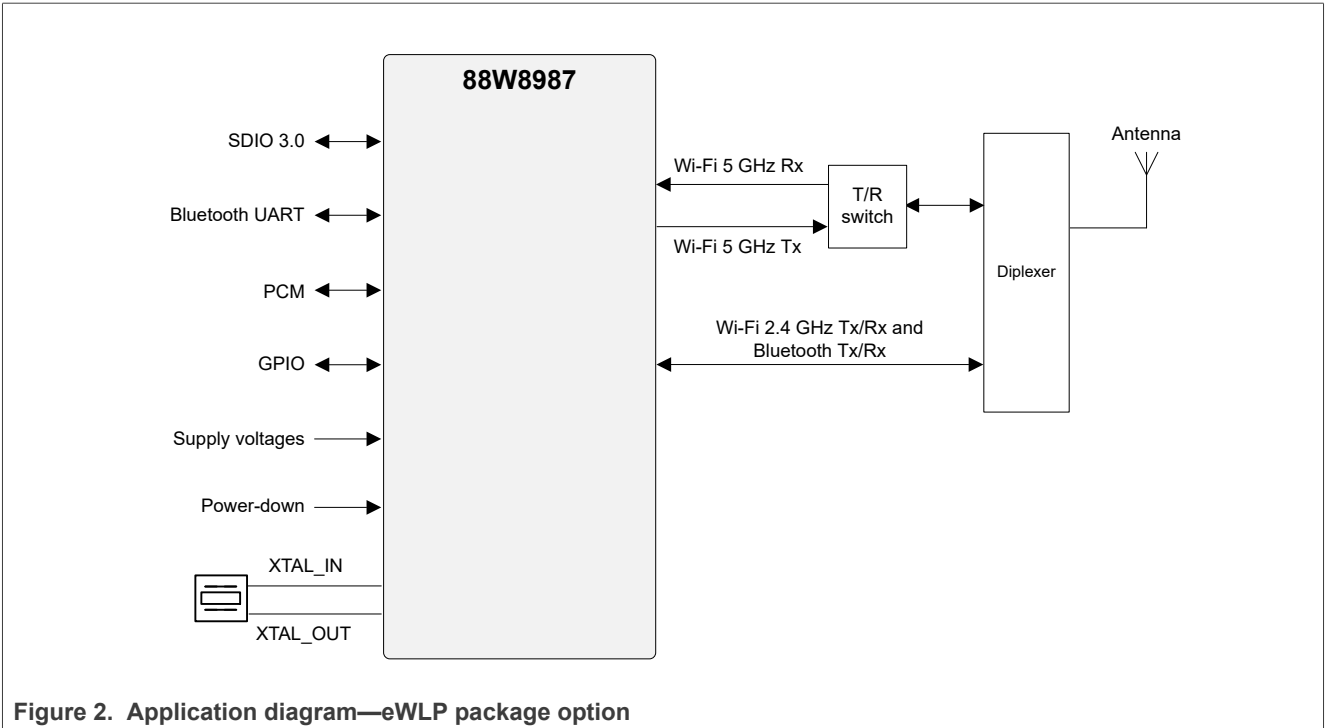 88W8987
SDIO 3.0
Bluetooth UART
PCM
GPIO
Supply voltages
Power-down
XTAL_IN
XTAL_OUT
Wi-Fi 5 GHz Rx
Wi-Fi 5 GHz Tx
T/R
switch
Wi-Fi 2.4 GHz Tx/Rx and
Bluetooth Tx/Rx
Diplexer
Antenna
Figure 2. Application diagram—eWLP package option